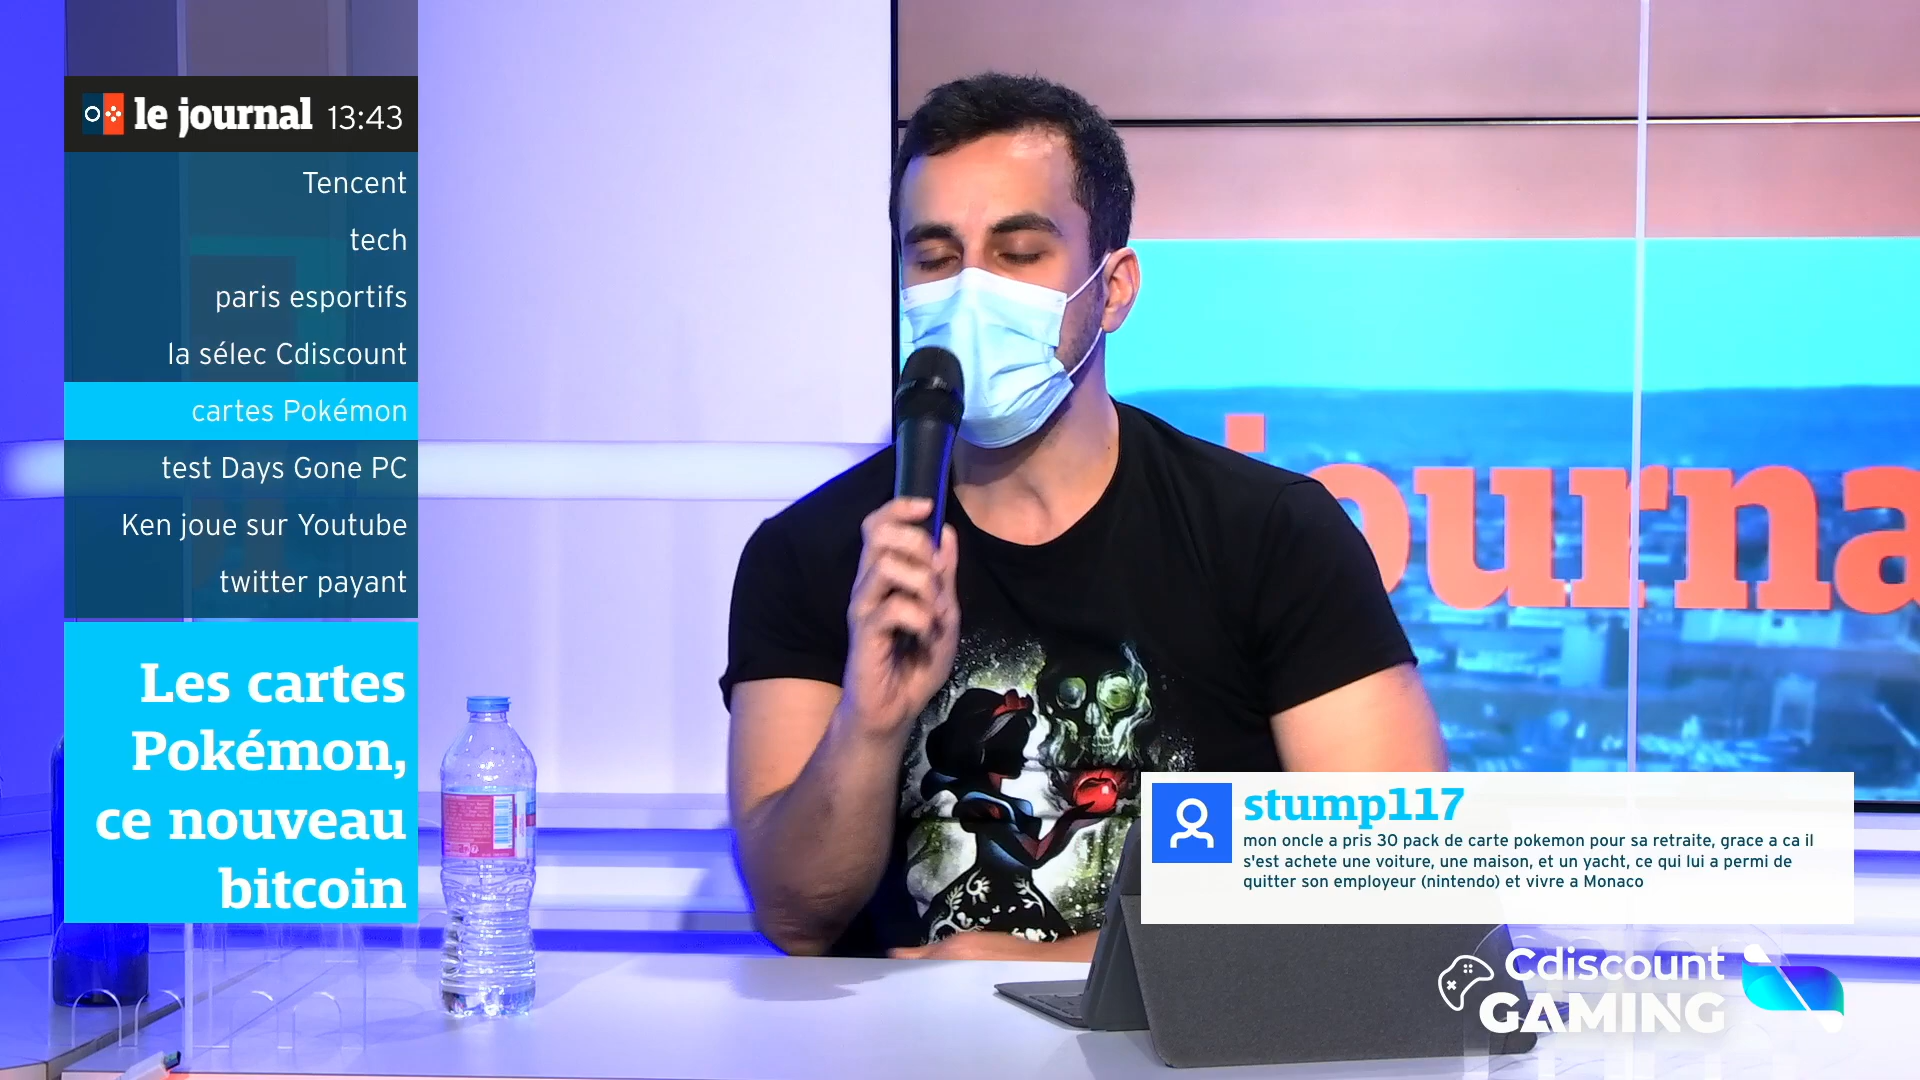 le journal 13:43
Tencent
tech
paris esportifs
la sélec Cdiscount
cartes Pokémon
test Days Gone PC
Ken joue sur Youtube
twitter payant
Les cartes
Pokémon,
ce nouveau
bitcoin
journa
stump117
mon oncle a pris 30 pack de carte pokemon pour sa retraite, grace a ca il
s'est achete une voiture, une maison, et un yacht, ce qui lui a permi de
quitter son employeur (nintendo) et vivre a Monaco
Cdiscount
GAMING